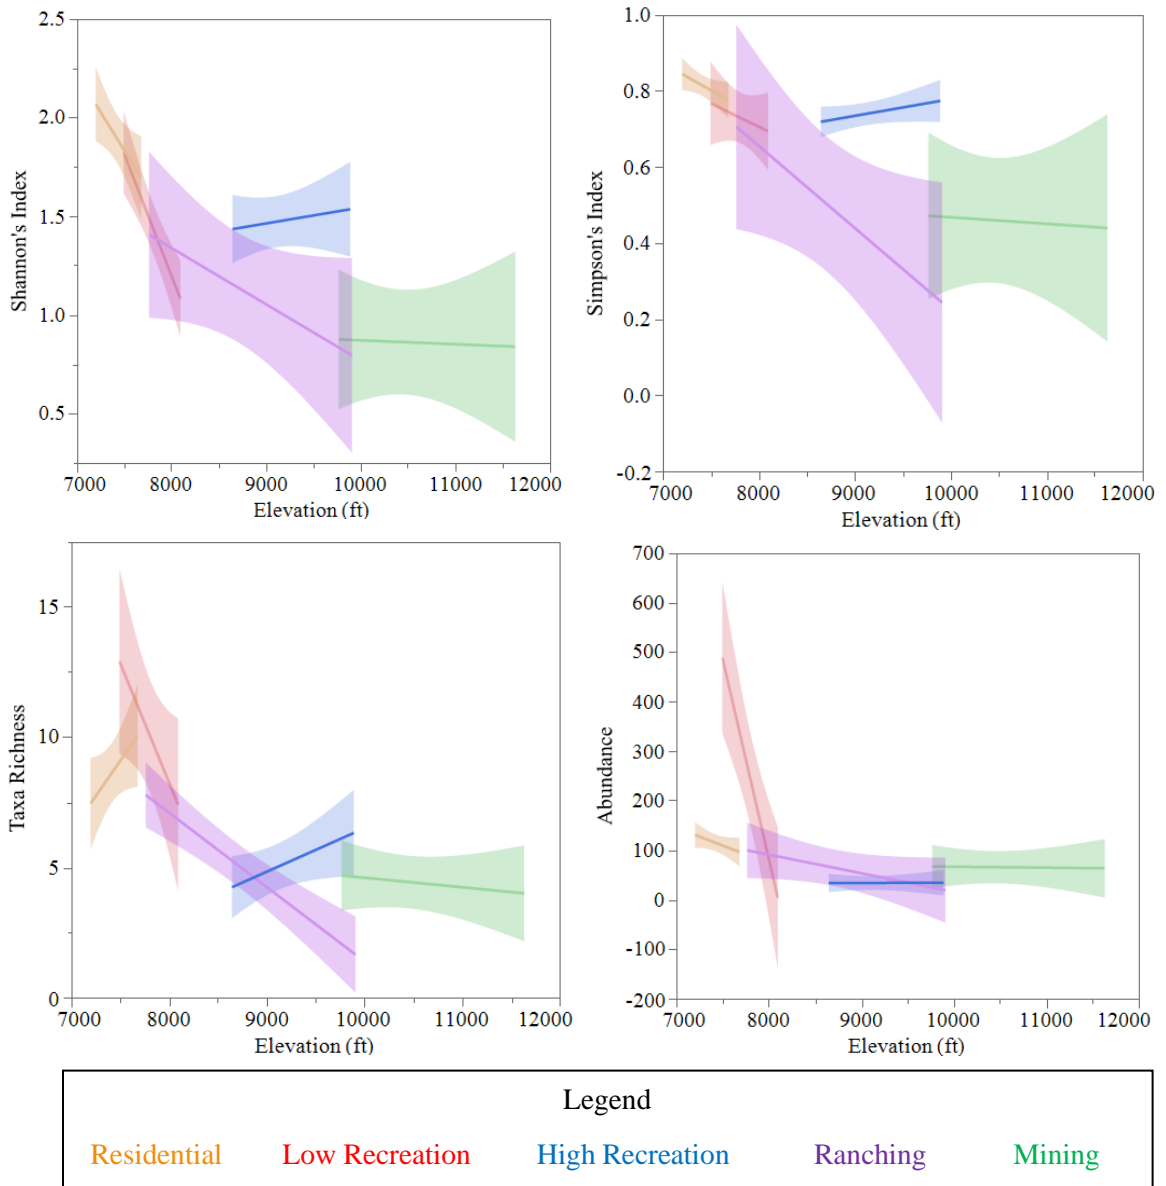 Shannon's Index
2.5
2.0
1.5
1.0
0.5
7000 8000 9000 10000 11000 12000
Elevation (ft)
Simpson's Index
1.0
0.8
0.6
0.4
0.2
0.0
-0.2
7000 8000 9000 10000 11000 12000
Elevation (ft)
Taxa Richness
15
10
5
0
7000 8000 9000 10000 11000 12000
Elevation (ft)
Abundance
700
600
500
400
300
200
100
0
-100
-200
7000 8000 9000 10000 11000 12000
Elevation (ft)
Legend
Residential Low Recreation High Recreation Ranching Mining